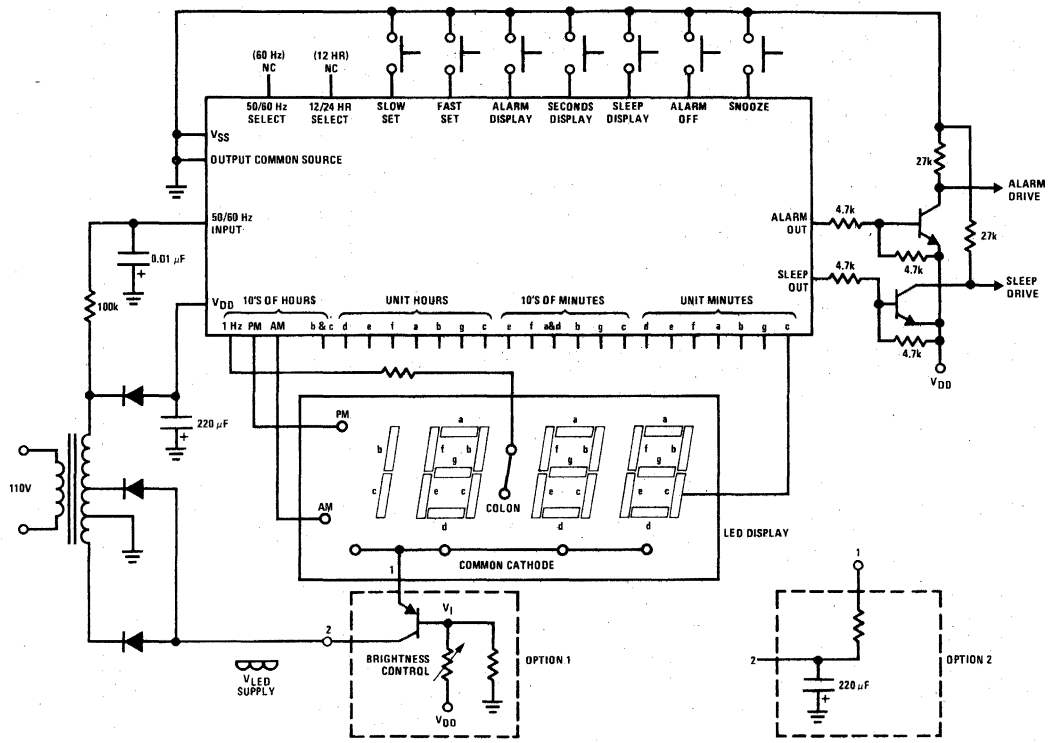 (60 Hz)
NC
(12 HR)
NC
50/60 Hz
SELECT
12/24 HR
SELECT
SLOW
SET
FAST
SET
ALARM
DISPLAY
SECONDS
DISPLAY
SLEEP
DISPLAY
ALARM
OFF
SNOOZE
VSS
OUTPUT COMMON SOURCE
50/60 Hz
INPUT
0.01 µF
+
100k
VDD
27k
ALARM
DRIVE
ALARM
OUT
4.7k
27k
4.7k
SLEEP
OUT
4.7k
SLEEP
DRIVE
4.7k
VDD
10'S OF HOURS
UNIT HOURS
10'S OF MINUTES
UNIT MINUTES
1 Hz PM AM b & c d e f a b g c e f a&d b g c d e f a b g c
220 µF
+
110V
PM
AM
b
c
a
f b
g
e c
d
COLON
a
f b
g
e c
d
a
f b
g
e c
d
LED DISPLAY
COMMON CATHODE
1
2
VI
BRIGHTNESS
CONTROL
VDD
OPTION 1
VLED
SUPPLY
1
2
220 µF
+
OPTION 2